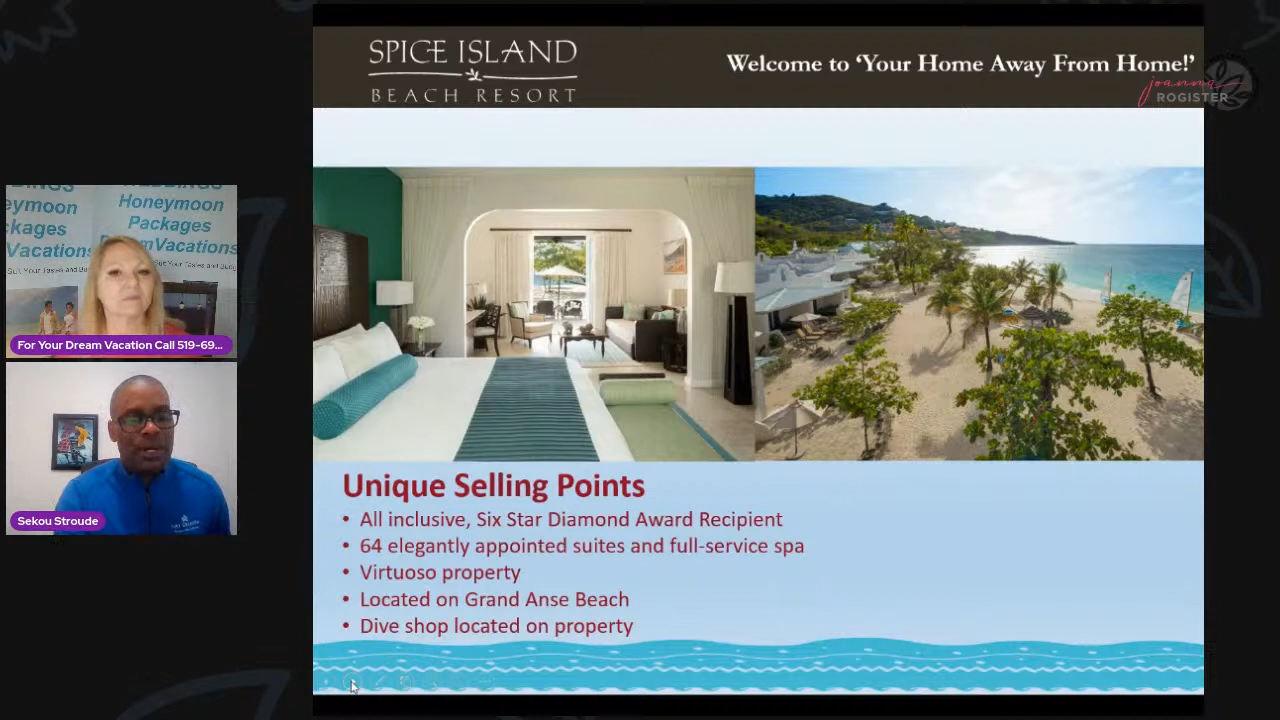 SPICE ISLAND
BEACH RESORT
Welcome to ‘Your Home Away From Home!’
joanna
ROGISTER
Honeymoon
Packages
Vacations
For Your Dream Vacation Call 519-69...
Sekou Stroude
Unique Selling Points
• All inclusive, Six Star Diamond Award Recipient
• 64 elegantly appointed suites and full-service spa
• Virtuoso property
• Located on Grand Anse Beach
• Dive shop located on property